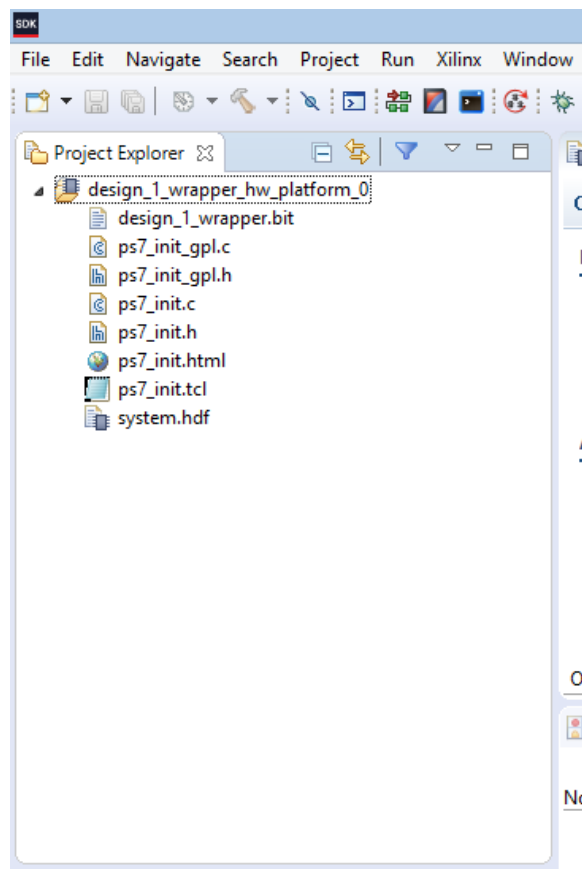 SDK
File Edit Navigate Search Project Run Xilinx Window
Project Explorer
design_1_wrapper_hw_platform_0
design_1_wrapper.bit
ps7_init_gpl.c
ps7_init_gpl.h
ps7_init.c
ps7_init.h
ps7_init.html
ps7_init.tcl
system.hdf